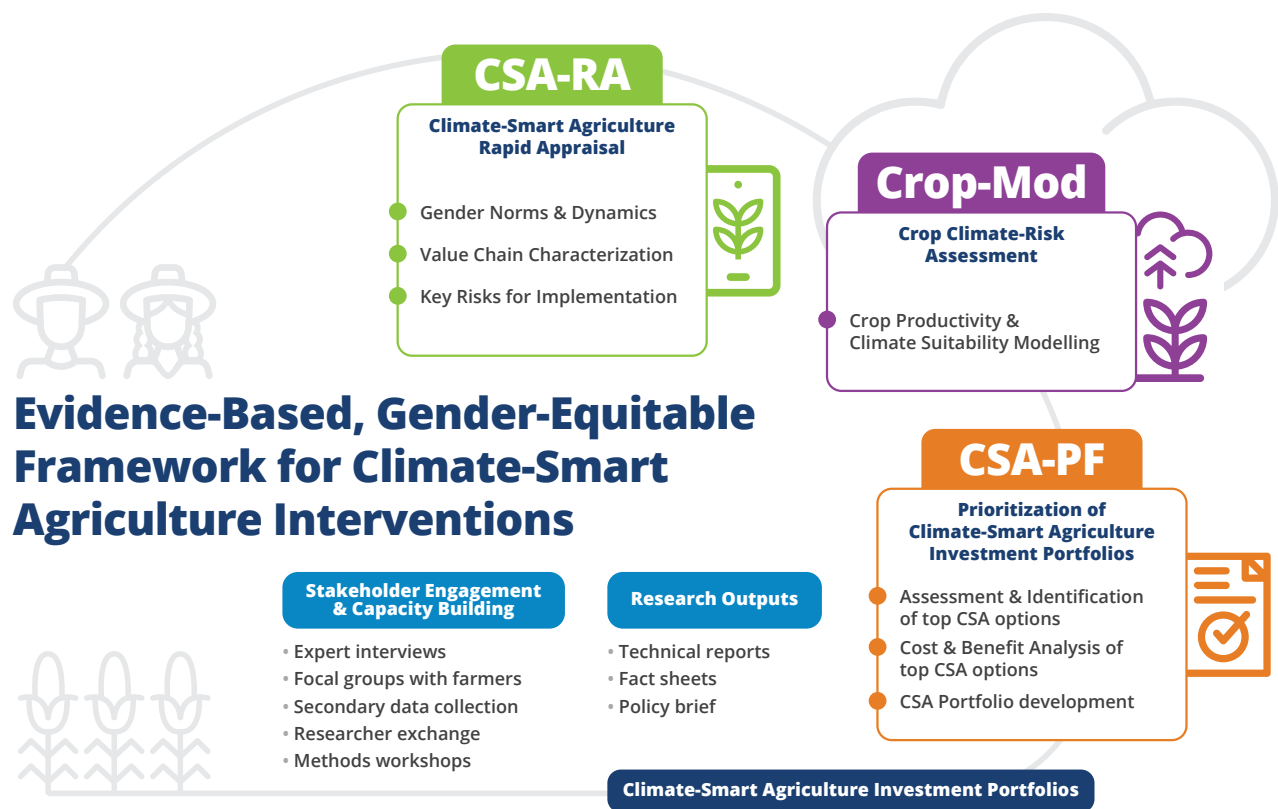 CSA-RA
Climate-Smart Agriculture
Rapid Appraisal
Gender Norms & Dynamics
Value Chain Characterization
Key Risks for Implementation
Crop-Mod
Crop Climate-Risk
Assessment
Crop Productivity &
Climate Suitability Modelling
Evidence-Based, Gender-Equitable
Framework for Climate-Smart
Agriculture Interventions
CSA-PF
Prioritization of
Climate-Smart Agriculture
Investment Portfolios
Assessment & Identification
of top CSA options
Cost & Benefit Analysis of
top CSA options
CSA Portfolio development
Stakeholder Engagement
& Capacity Building
• Expert interviews
• Focal groups with farmers
• Secondary data collection
• Researcher exchange
• Methods workshops
Research Outputs
• Technical reports
• Fact sheets
• Policy brief
Climate-Smart Agriculture Investment Portfolios